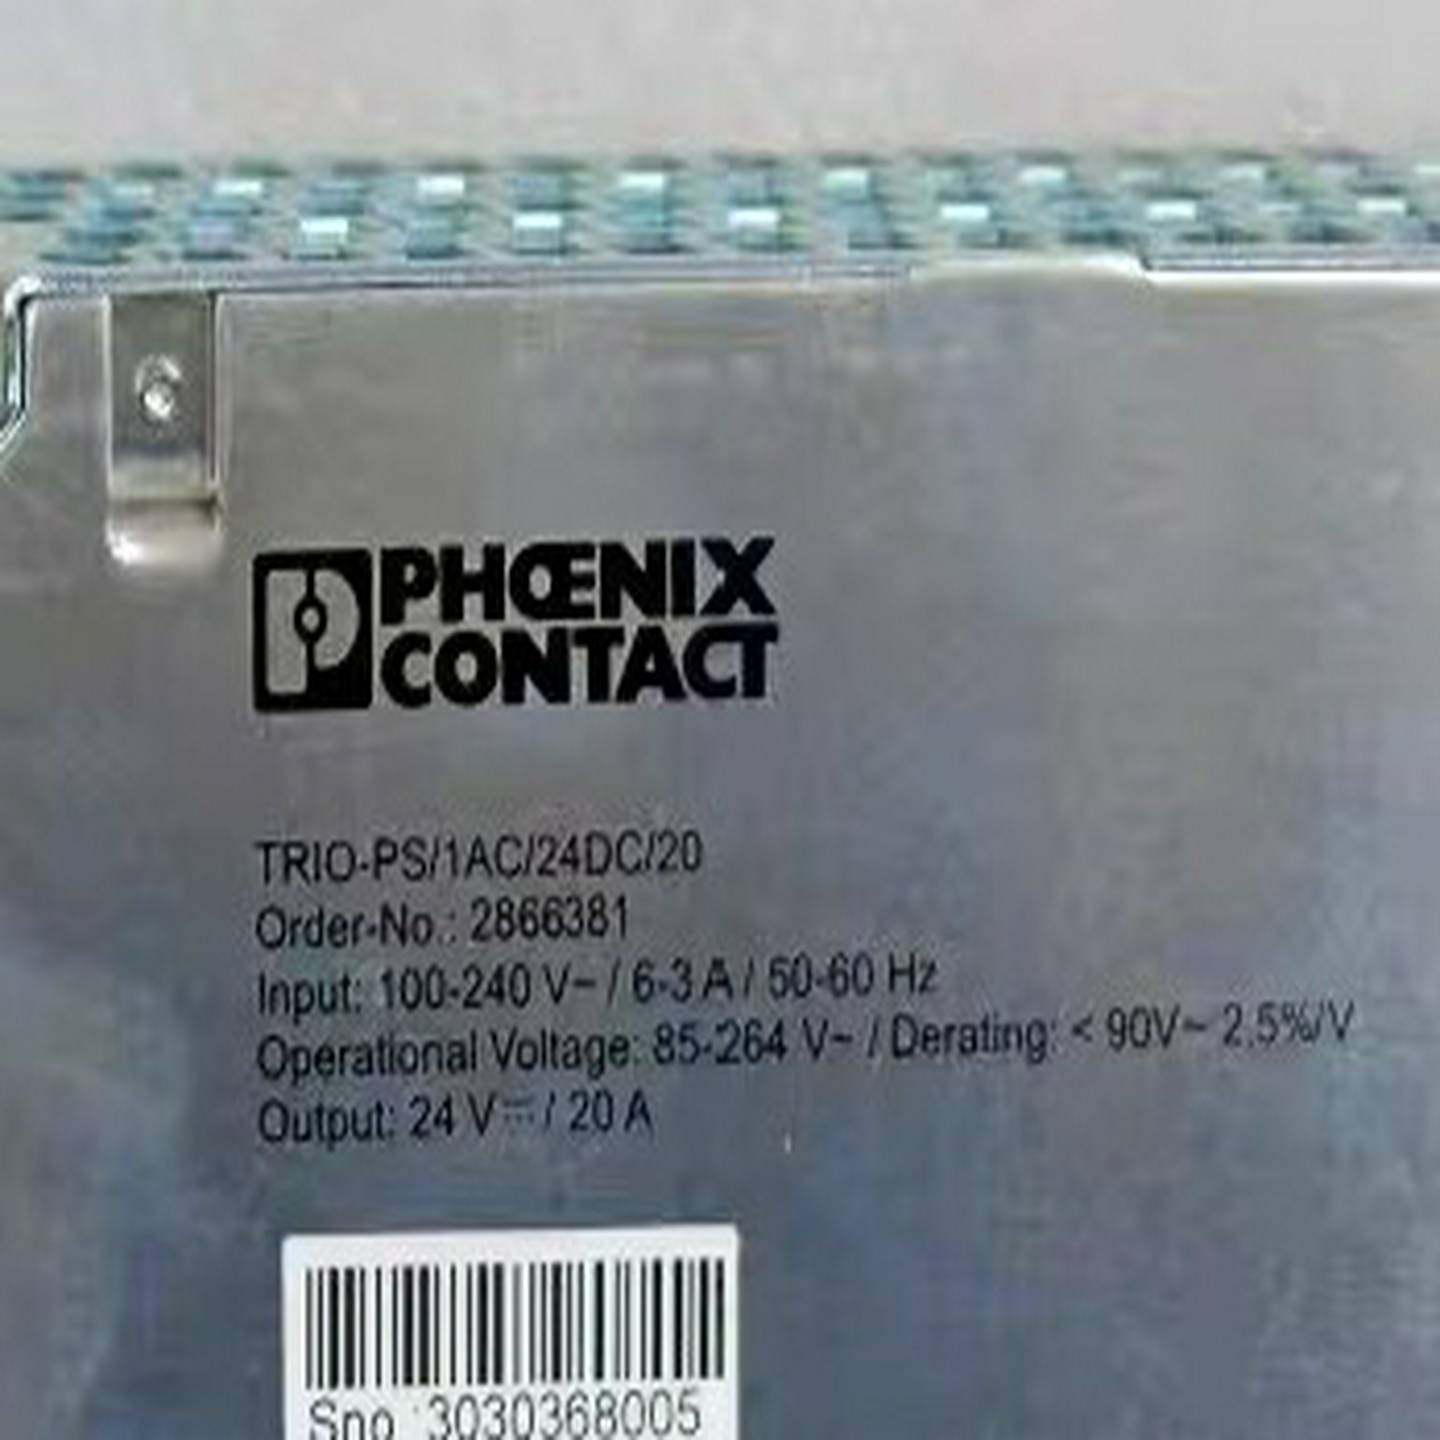 PHŒNIX
CONTACT
TRIO-PS/1AC/24DC/20
Order-No.: 2866381
Input: 100-240 V~ / 6-3 A / 50-60 Hz
Operational Voltage: 85-264 V~ / Derating: < 90V~ 2.5%/V
Output: 24 V⎓ / 20 A
Sno.:3030368005